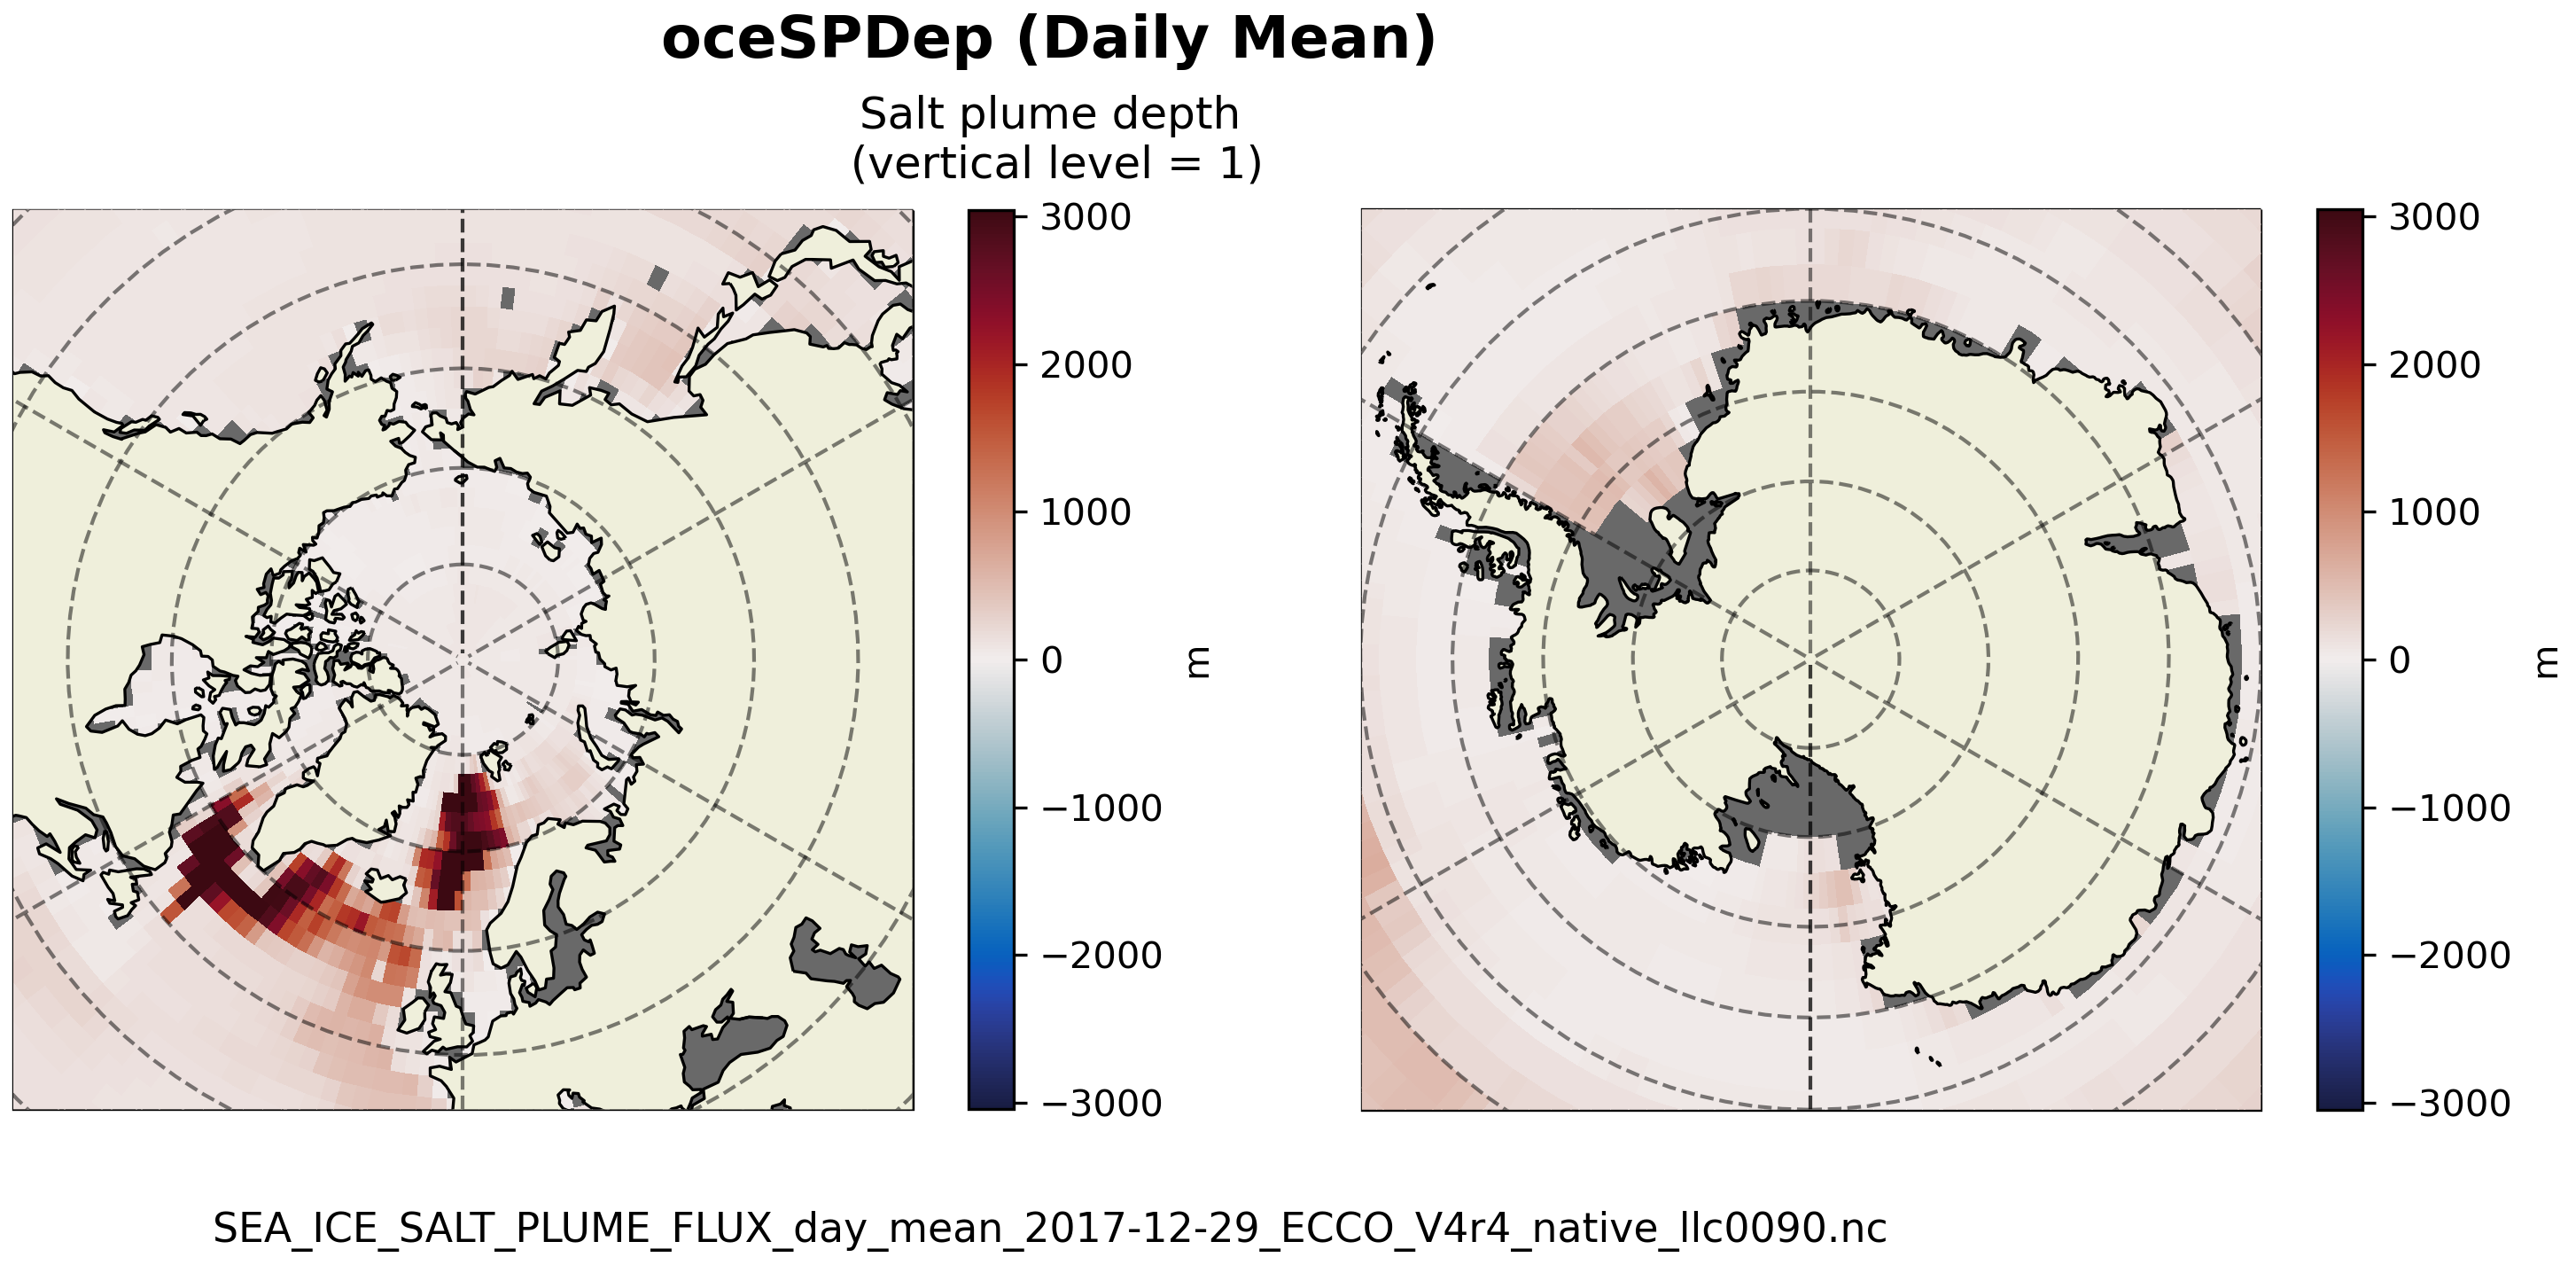 oceSPDep (Daily Mean)
Salt plume depth
(vertical level = 1)
3000
2000
1000
0
−1000
−2000
−3000
m
3000
2000
1000
0
−1000
−2000
−3000
m
SEA_ICE_SALT_PLUME_FLUX_day_mean_2017-12-29_ECCO_V4r4_native_llc0090.nc